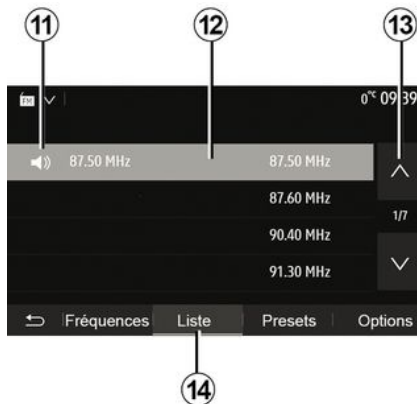 11 12 13
FM 0°C 09:39
87.50 MHz 87.50 MHz
87.60 MHz
1/7
90.40 MHz
91.30 MHz
Fréquences Liste Presets Options
14